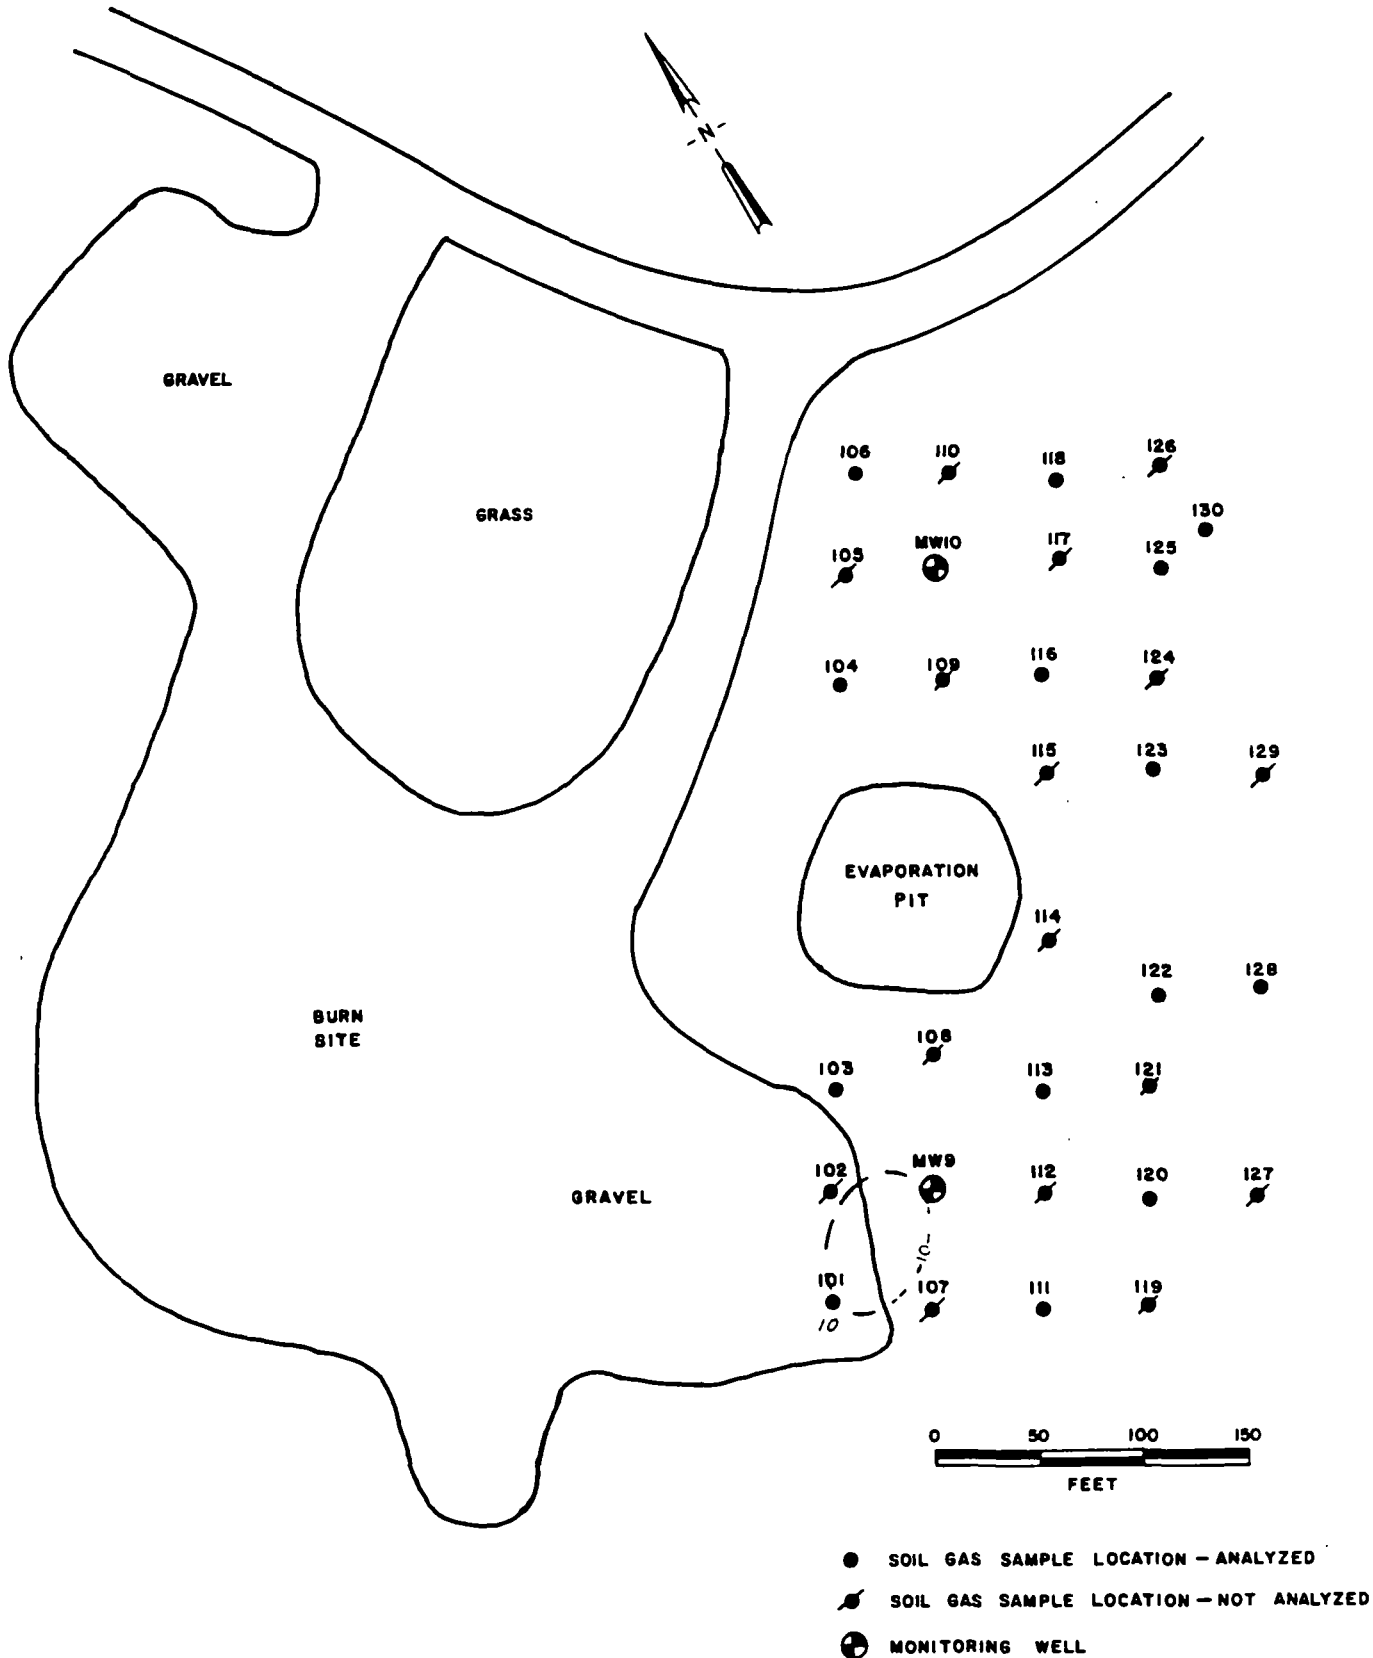 N
GRAVEL
GRASS
106 110 118 126
130
105 MW10 117 125
104 109 116 124
115 123 129
EVAPORATION
PIT
114
122 128
BURN
SITE
108
103 113 121
GRAVEL
102 MW9 112 120 127
10
101 107 111 119
10
0 50 100 150
FEET
SOIL GAS SAMPLE LOCATION — ANALYZED
SOIL GAS SAMPLE LOCATION — NOT ANALYZED
MONITORING WELL